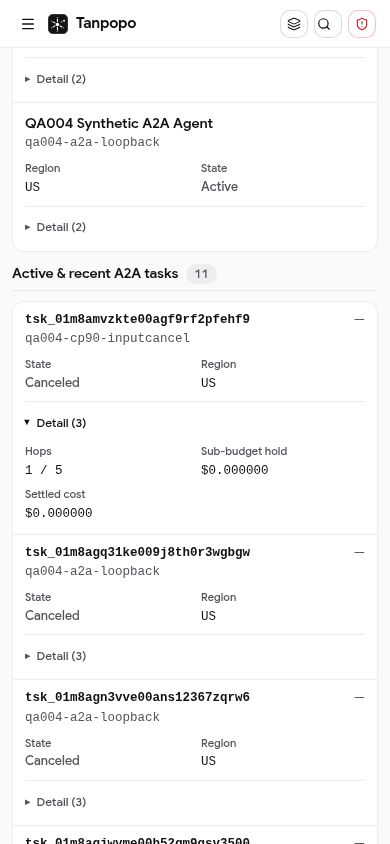 Tanpopo
Detail (2)
QA004 Synthetic A2A Agent
qa004-a2a-loopback
Region State
US Active
Detail (2)
Active & recent A2A tasks 11
tsk_01m8amvzkte00agf9rf2pfehf9 —
qa004-cp90-inputcancel
State Region
Canceled US
Detail (3)
Hops Sub-budget hold
1 / 5 $0.000000
Settled cost
$0.000000
tsk_01m8agq31ke009j8th0r3wgbgw —
qa004-a2a-loopback
State Region
Canceled US
Detail (3)
tsk_01m8agn3vve00ans12367zqrw6 —
qa004-a2a-loopback
State Region
Canceled US
Detail (3)